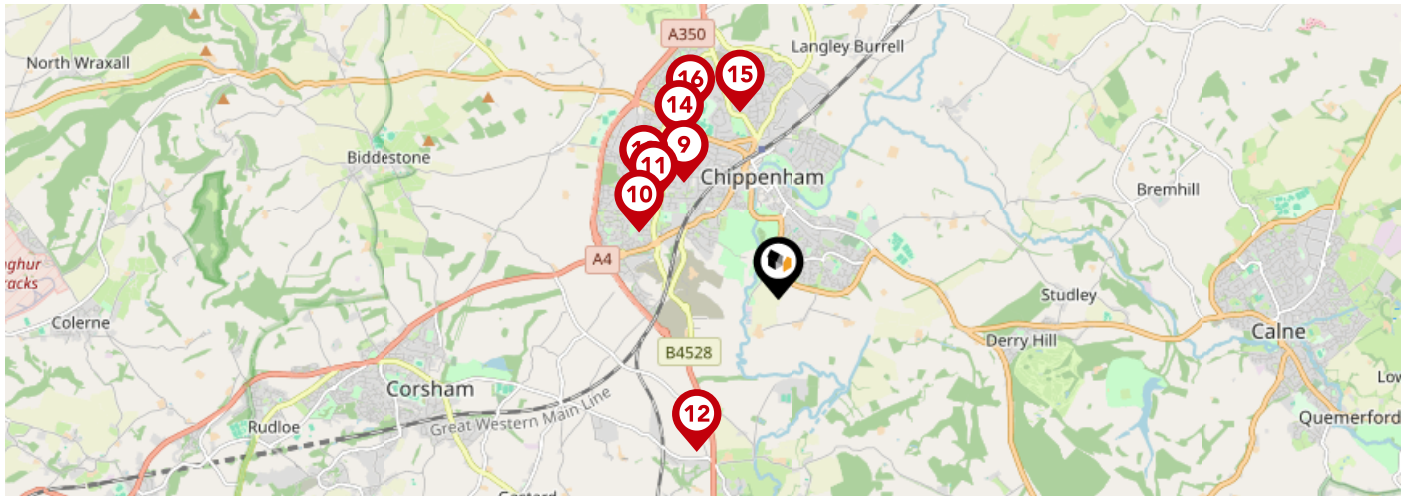 A350
Langley Burrell
North Wraxall
16
15
14
9
11
Biddestone
Chippenham
10
Bremhill
A4
Colerne
Studley
Derry Hill
Calne
B4528
Corsham
Great Western Main Line
12
Rudloe
Quemerford